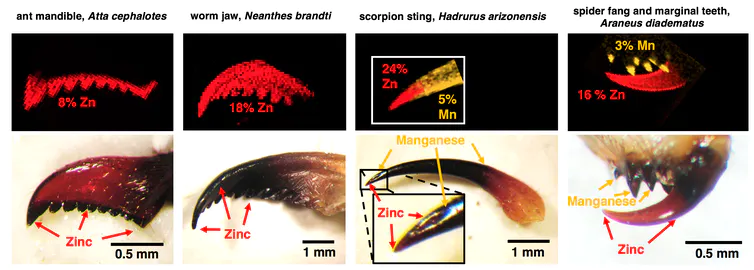 ant mandible, Atta cephalotes
worm jaw, Neanthes brandti
scorpion sting, Hadrurus arizonensis
spider fang and marginal teeth,
Araneus diadematus
8% Zn
18% Zn
24%
Zn
5%
Mn
3% Mn
16 % Zn
Zinc
0.5 mm
Zinc
1 mm
Manganese
Zinc
1 mm
Manganese
Zinc
0.5 mm